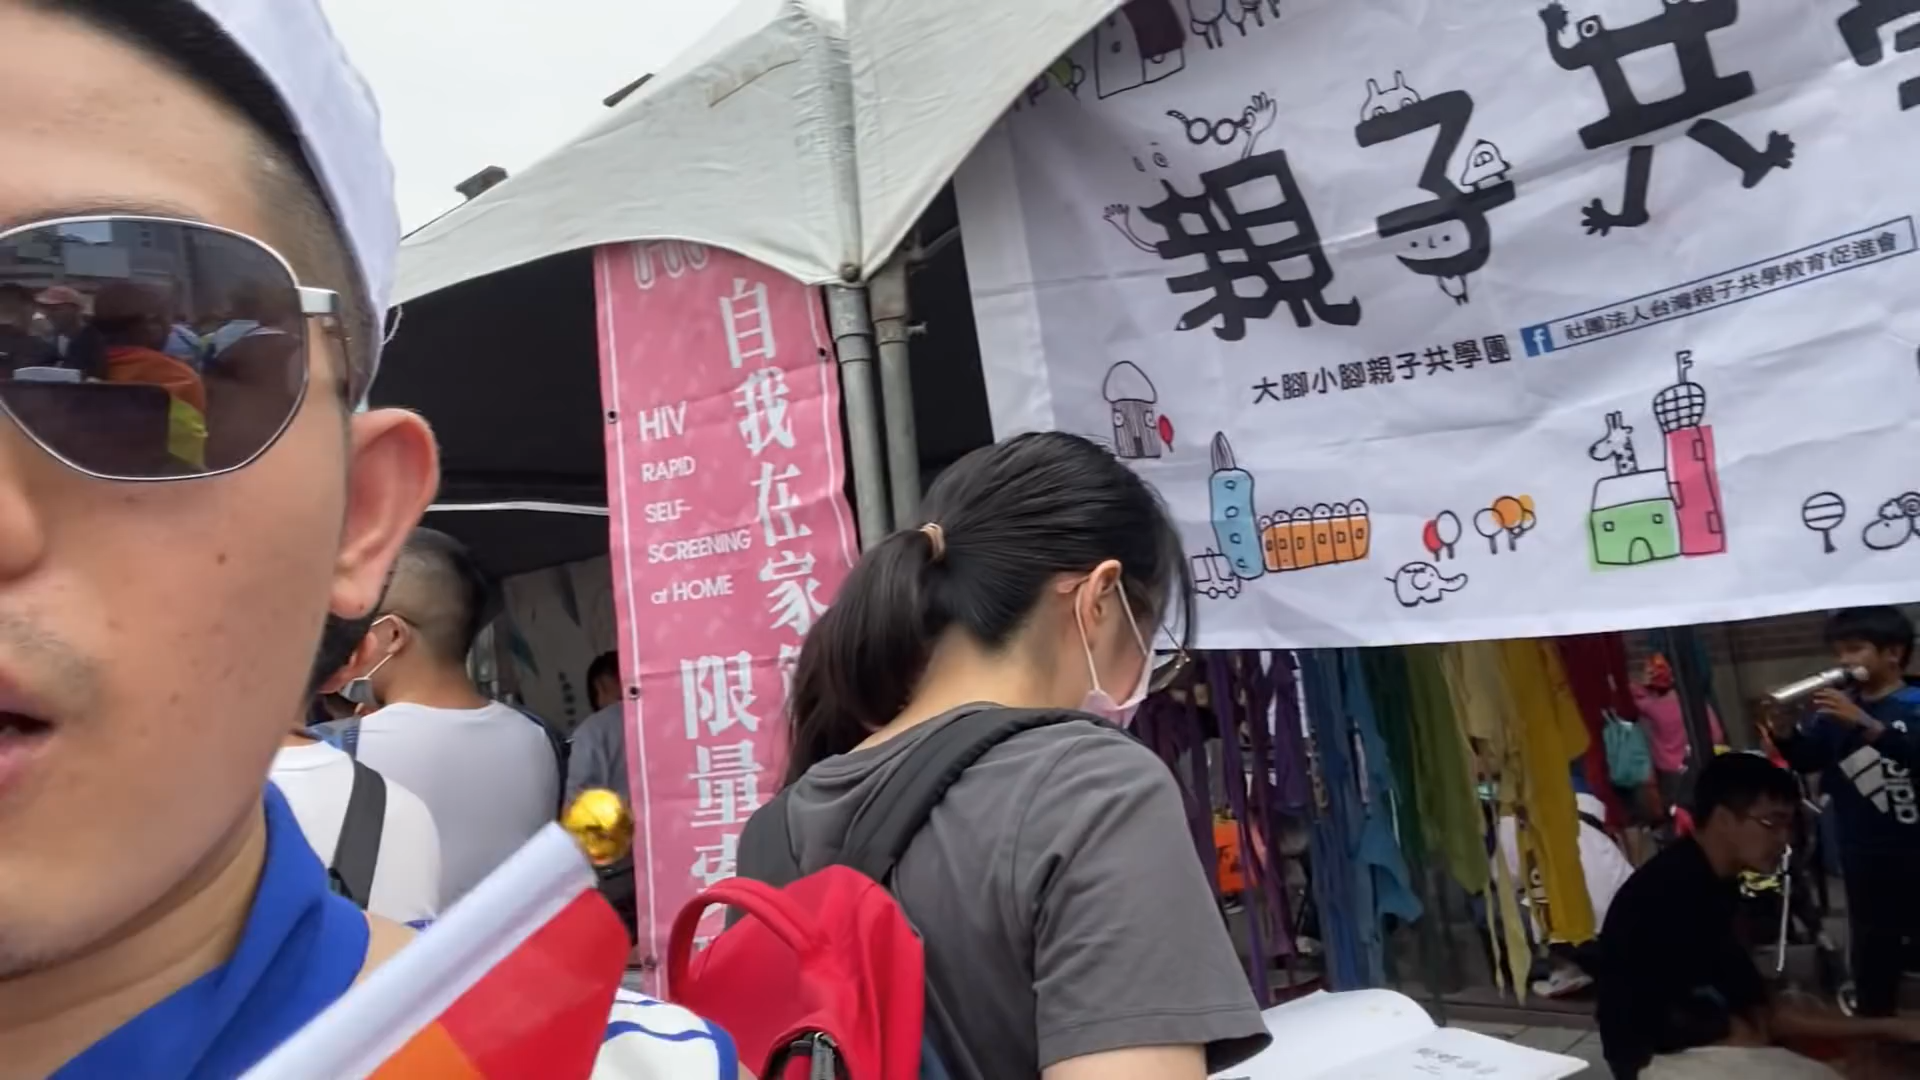 自我在家
限量索
HIV
RAPID
SELF-
SCREENING
at HOME
親子共
大腳小腳親子共學團
f 社團法人台灣親子共學教育促進會